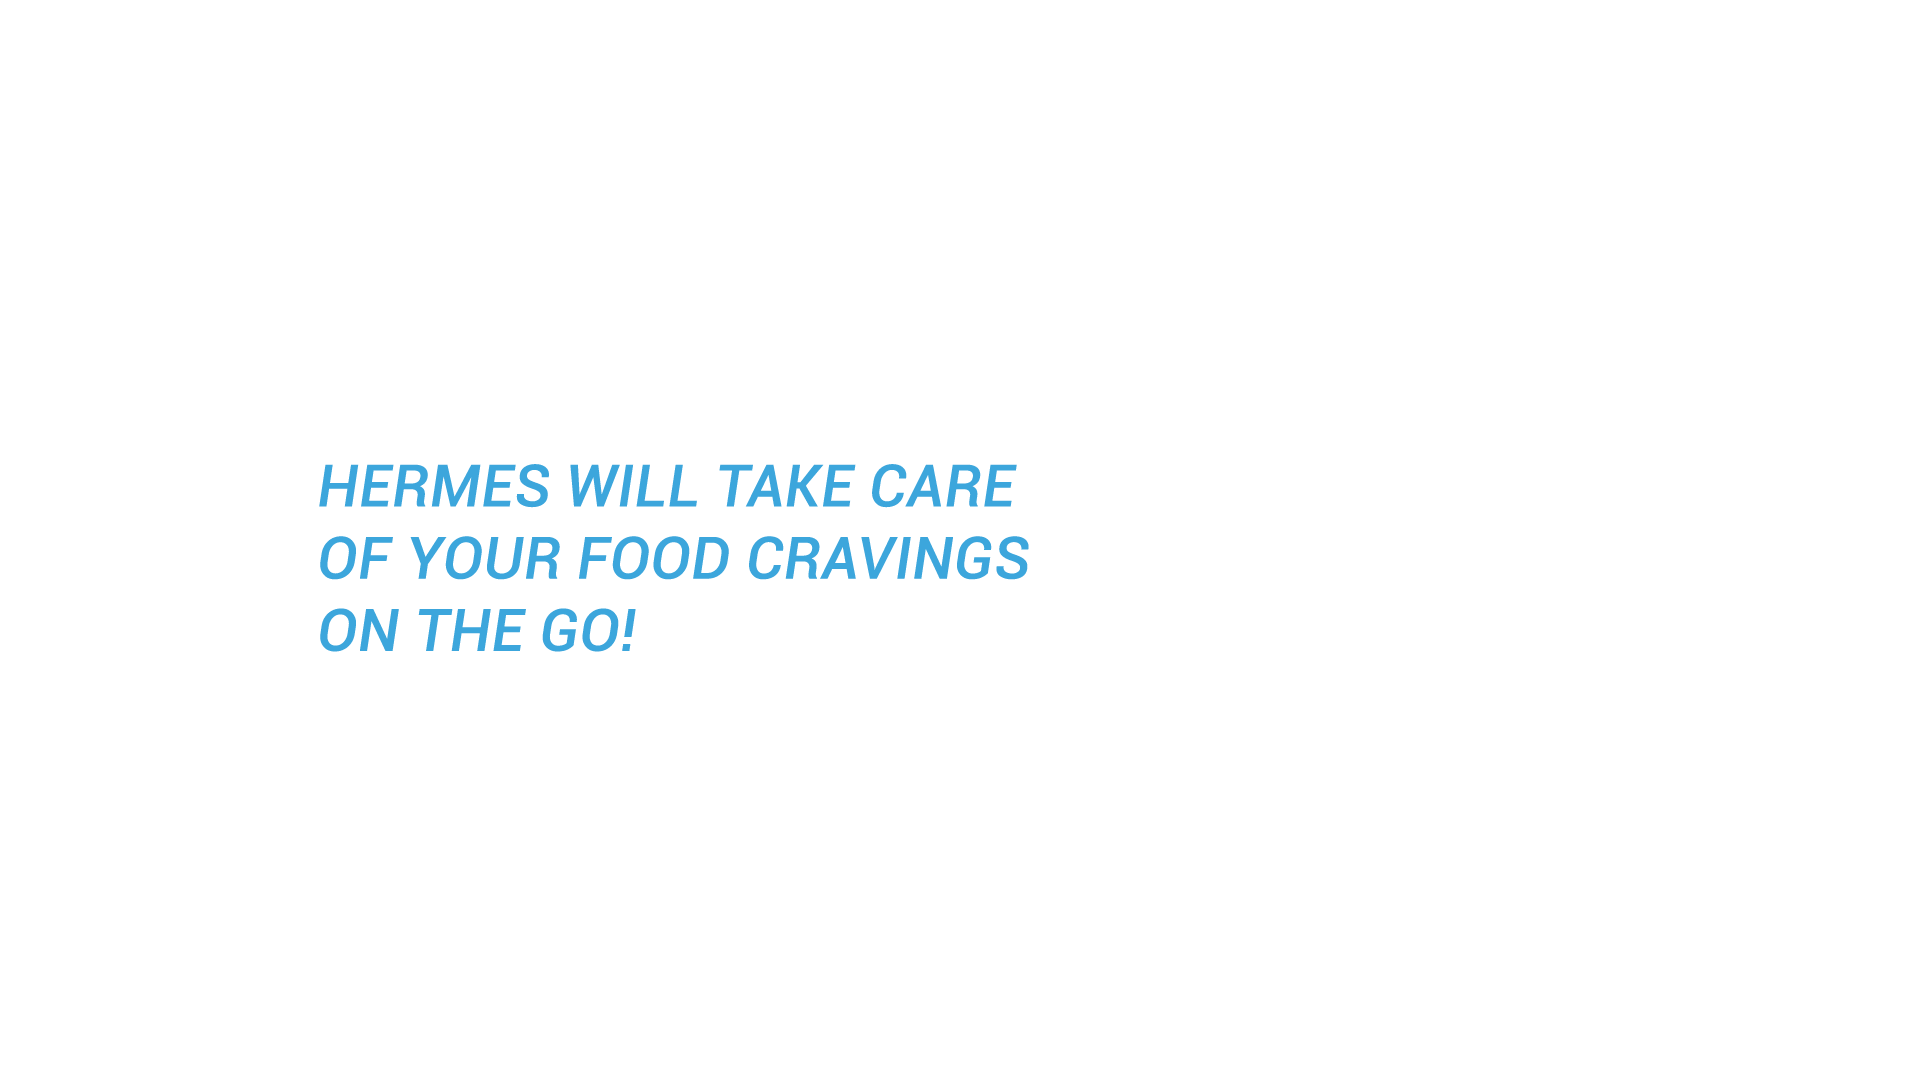 HERMES WILL TAKE CARE
OF YOUR FOOD CRAVINGS
ON THE GO!